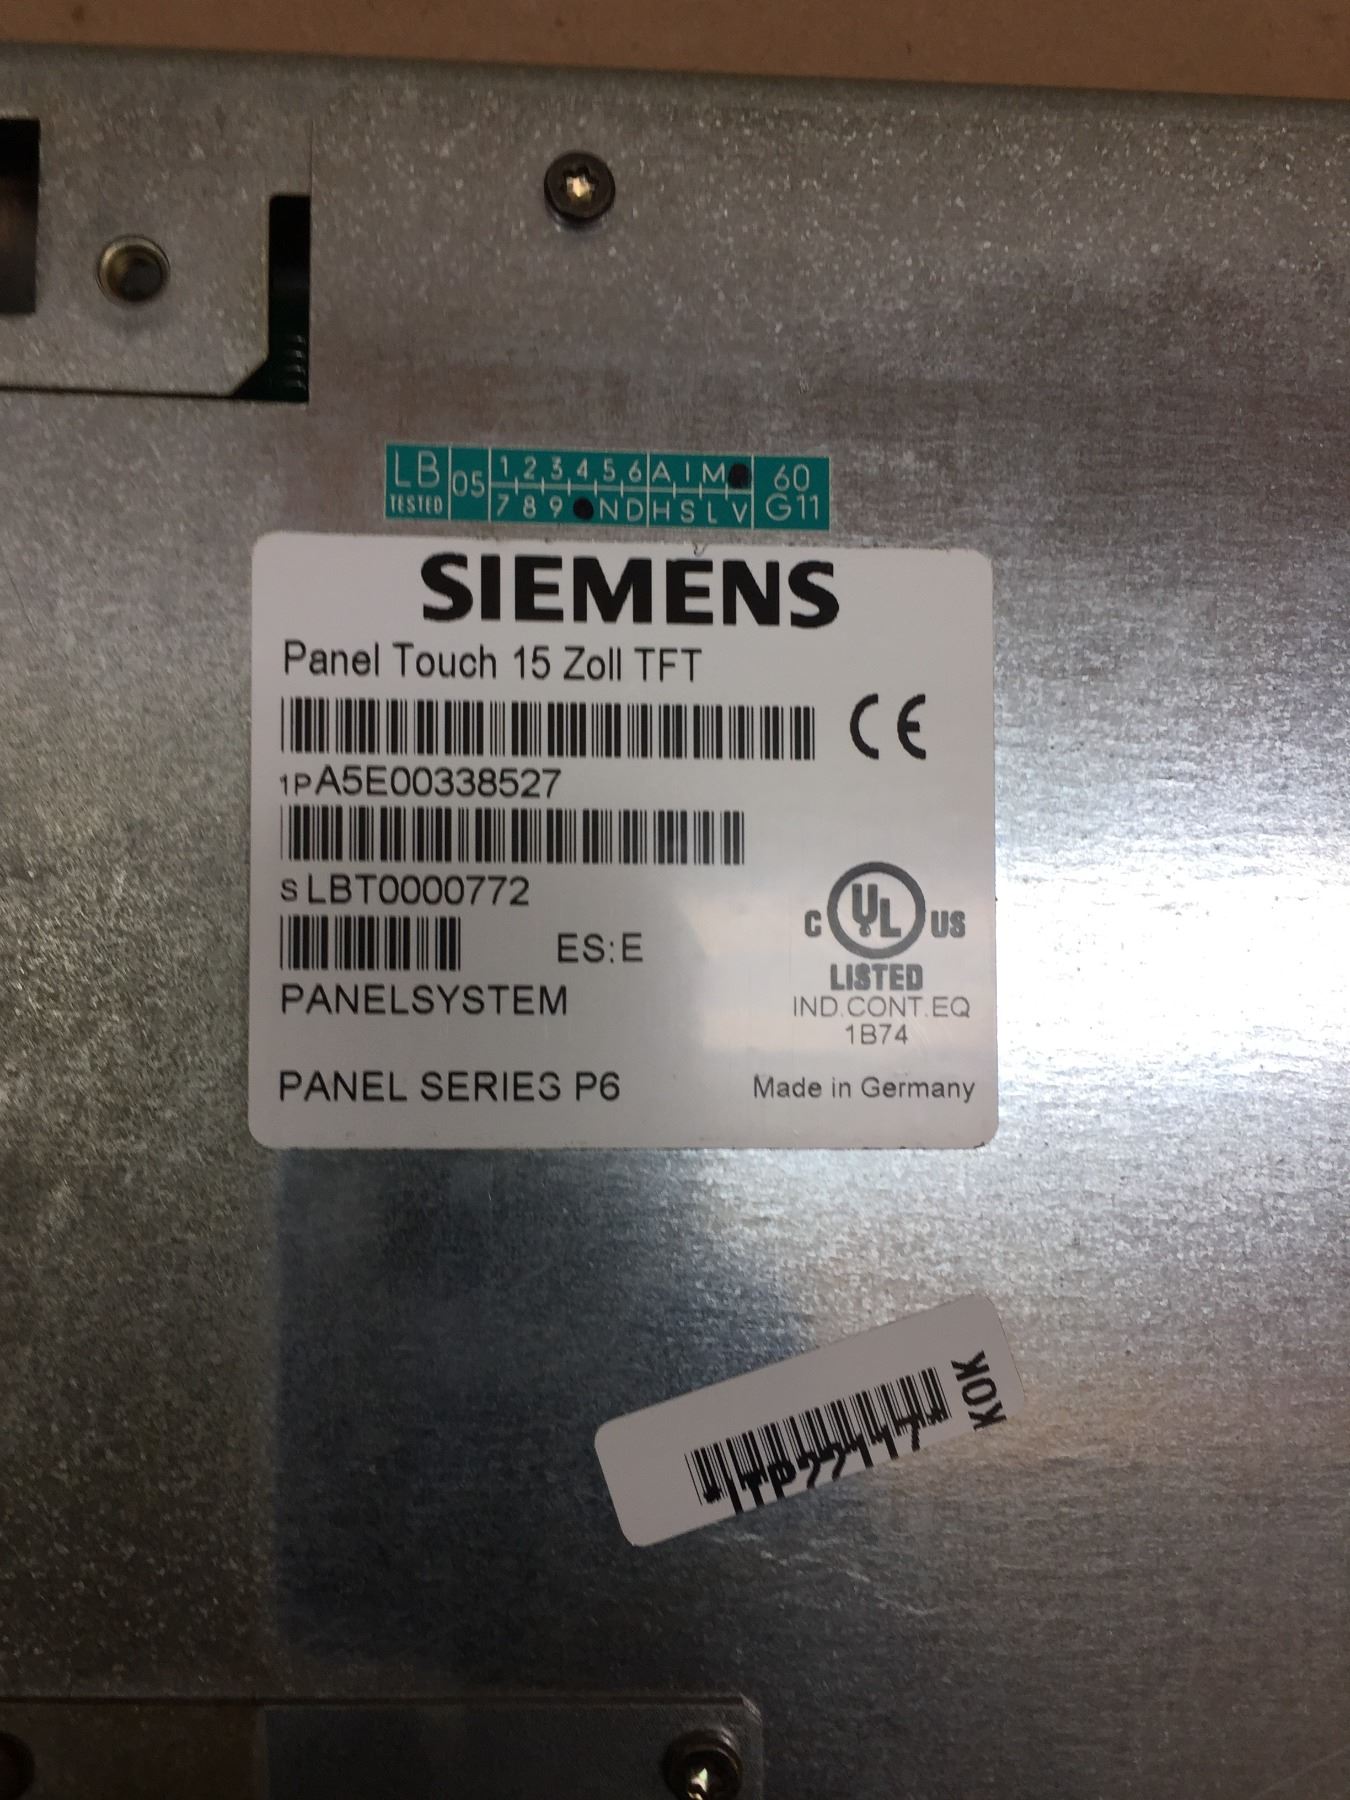 LB 05 1 2 3 4 5 6 A I M 60
TESTED 7 8 9 N D H S L V G11
SIEMENS
Panel Touch 15 Zoll TFT
CE
1P A5E00338527
S LBT0000772
C UL US
ES: E
LISTED
PANELSYSTEM
IND.CONT.EQ
1B74
PANEL SERIES P6
Made in Germany
KOK